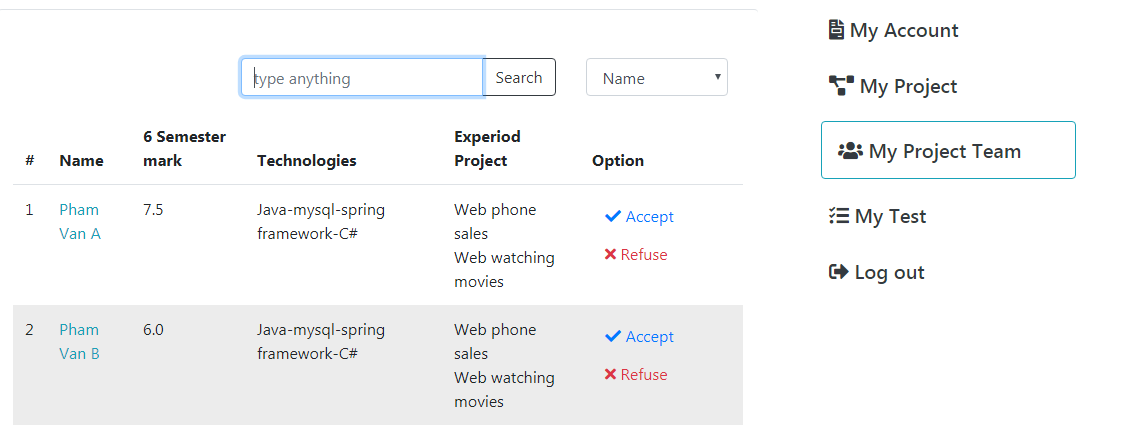 type anything
Search
Name
# Name 6 Semester mark Technologies Experiod Project Option
1 Pham Van A 7.5 Java-mysql-spring framework-C# Web phone sales Web watching movies Accept Refuse
2 Pham Van B 6.0 Java-mysql-spring framework-C# Web phone sales Web watching movies Accept Refuse
My Account
My Project
My Project Team
My Test
Log out